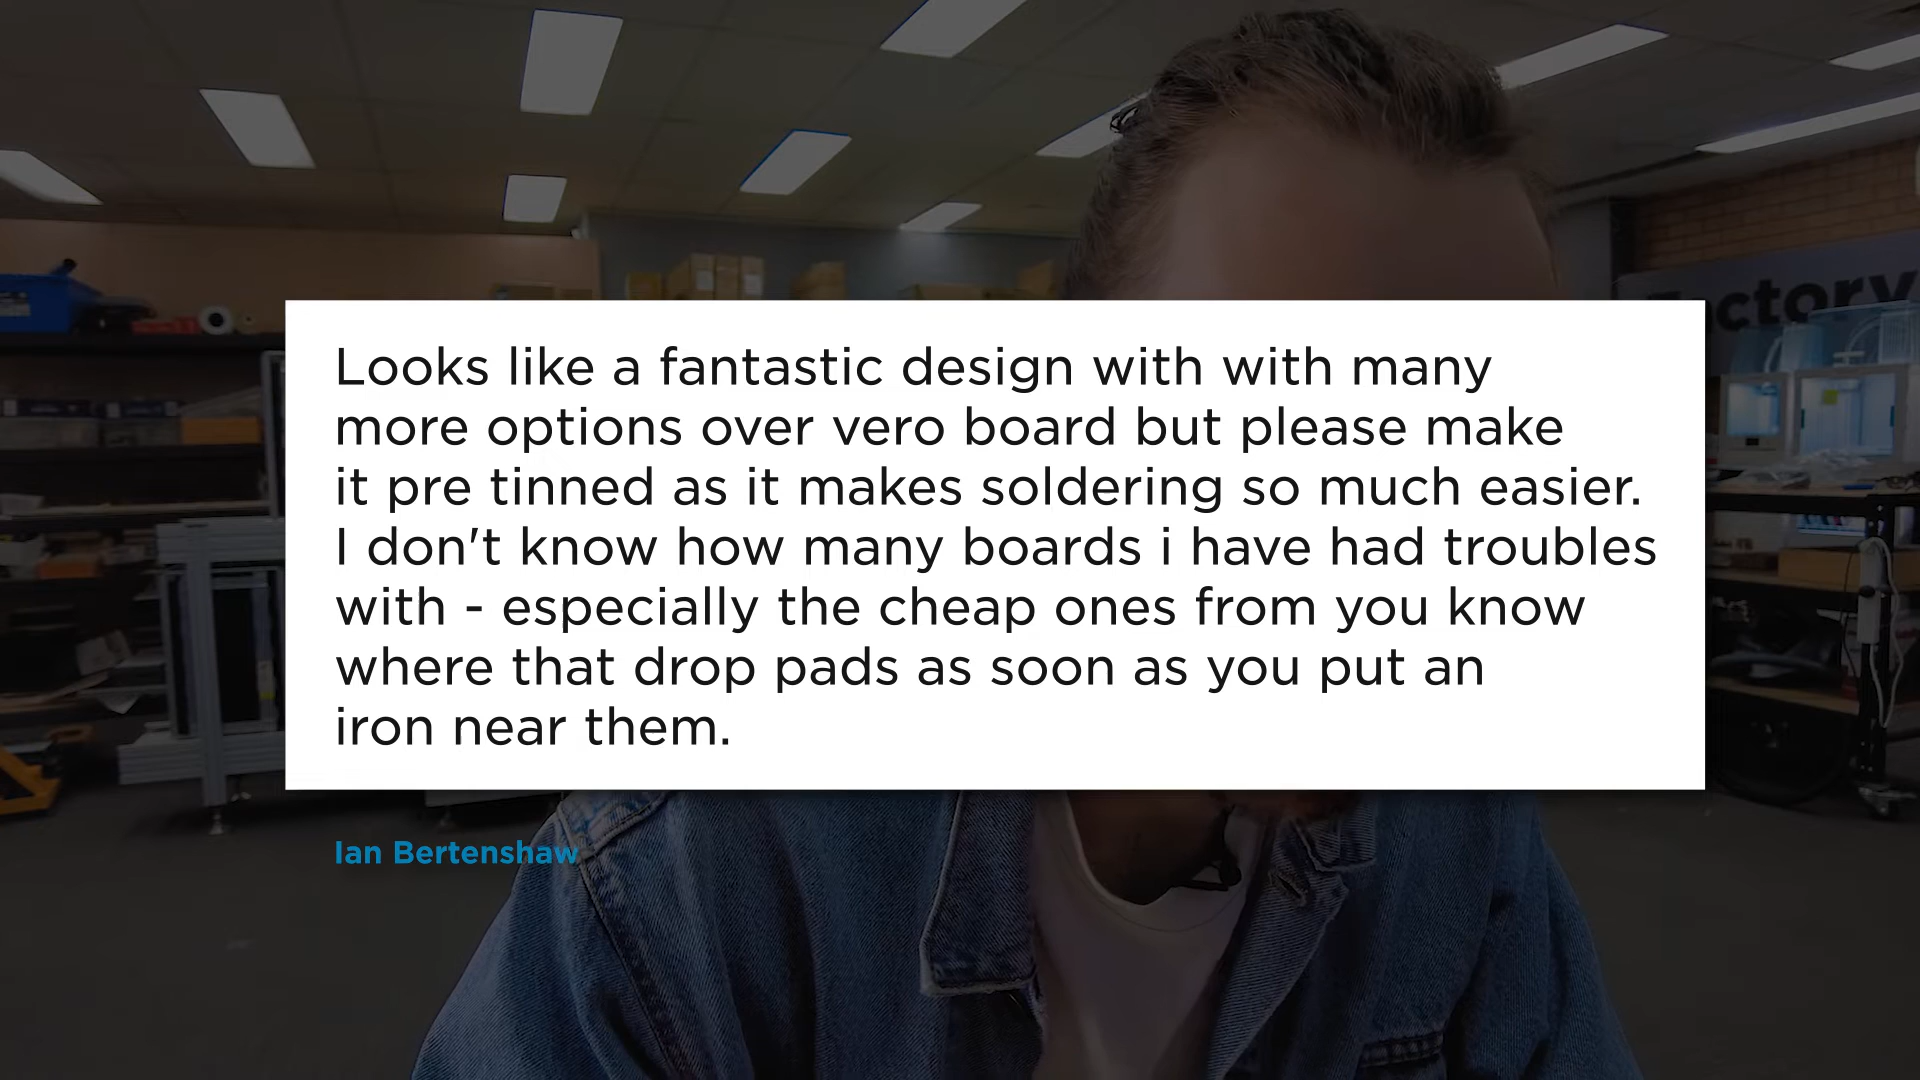 Looks like a fantastic design with with many
more options over vero board but please make
it pre tinned as it makes soldering so much easier.
I don't know how many boards i have had troubles
with - especially the cheap ones from you know
where that drop pads as soon as you put an
iron near them.
Ian Bertenshaw